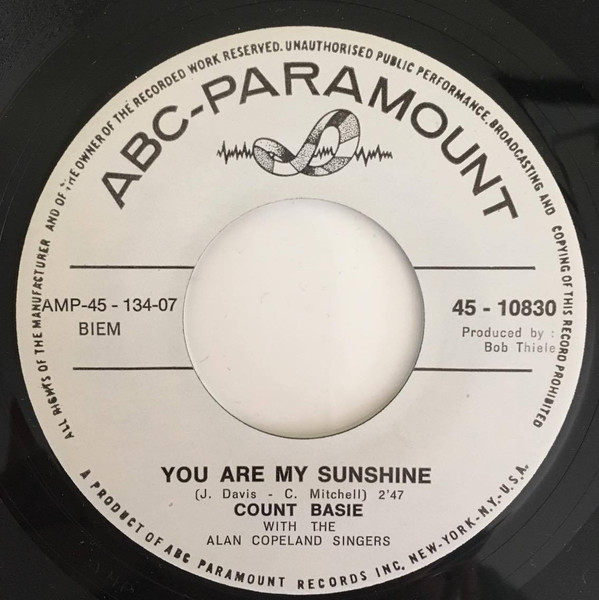 ALL RIGHTS OF THE MANUFACTURER AND OF THE OWNER OF THE RECORDED WORK RESERVED. UNAUTHORISED PUBLIC PERFORMANCE, BROADCASTING AND COPYING OF THIS RECORD PROHIBITED
ABC-PARAMOUNT
AMP-45 - 134-07
BIEM
45 - 10830
Produced by :
Bob Thiele
YOU ARE MY SUNSHINE
(J. Davis - C. Mitchell) 2'47
COUNT BASIE
WITH THE
ALAN COPELAND SINGERS
A PRODUCT OF ABC PARAMOUNT RECORDS INC. NEW-YORK-N.Y.-U.S.A.